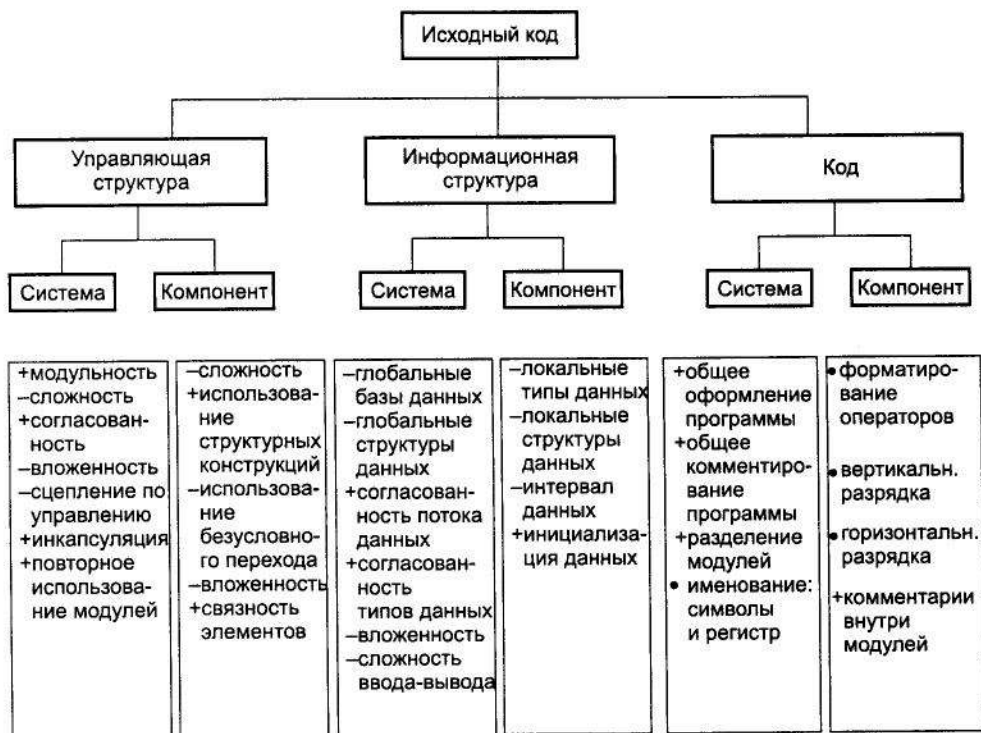 Исходный код
Управляющая
структура
Информационная
структура
Код
Система
Компонент
Система
Компонент
Система
Компонент
+модульность
–сложность
+согласован-
ность
–вложенность
–сцепление по
управлению
+инкапсуляция
+повторное
использова-
ние модулей
–сложность
+использова-
ние
структурных
конструкций
–использова-
ние
безусловно-
го перехода
–вложенность
+связность
элементов
–глобальные
базы данных
–глобальные
структуры
данных
+согласован-
ность потока
данных
+согласован-
ность
типов данных
–вложенность
–сложность
ввода-вывода
–локальные
типы данных
–локальные
структуры
данных
–интервал
данных
+инициализа-
ция данных
+общее
оформление
программы
+общее
комментиро-
вание
программы
+разделение
модулей
• именование:
символы
и регистр
•форматиро-
вание
операторов
•вертикальн.
разрядка
•горизонтальн.
разрядка
+комментарии
внутри
модулей